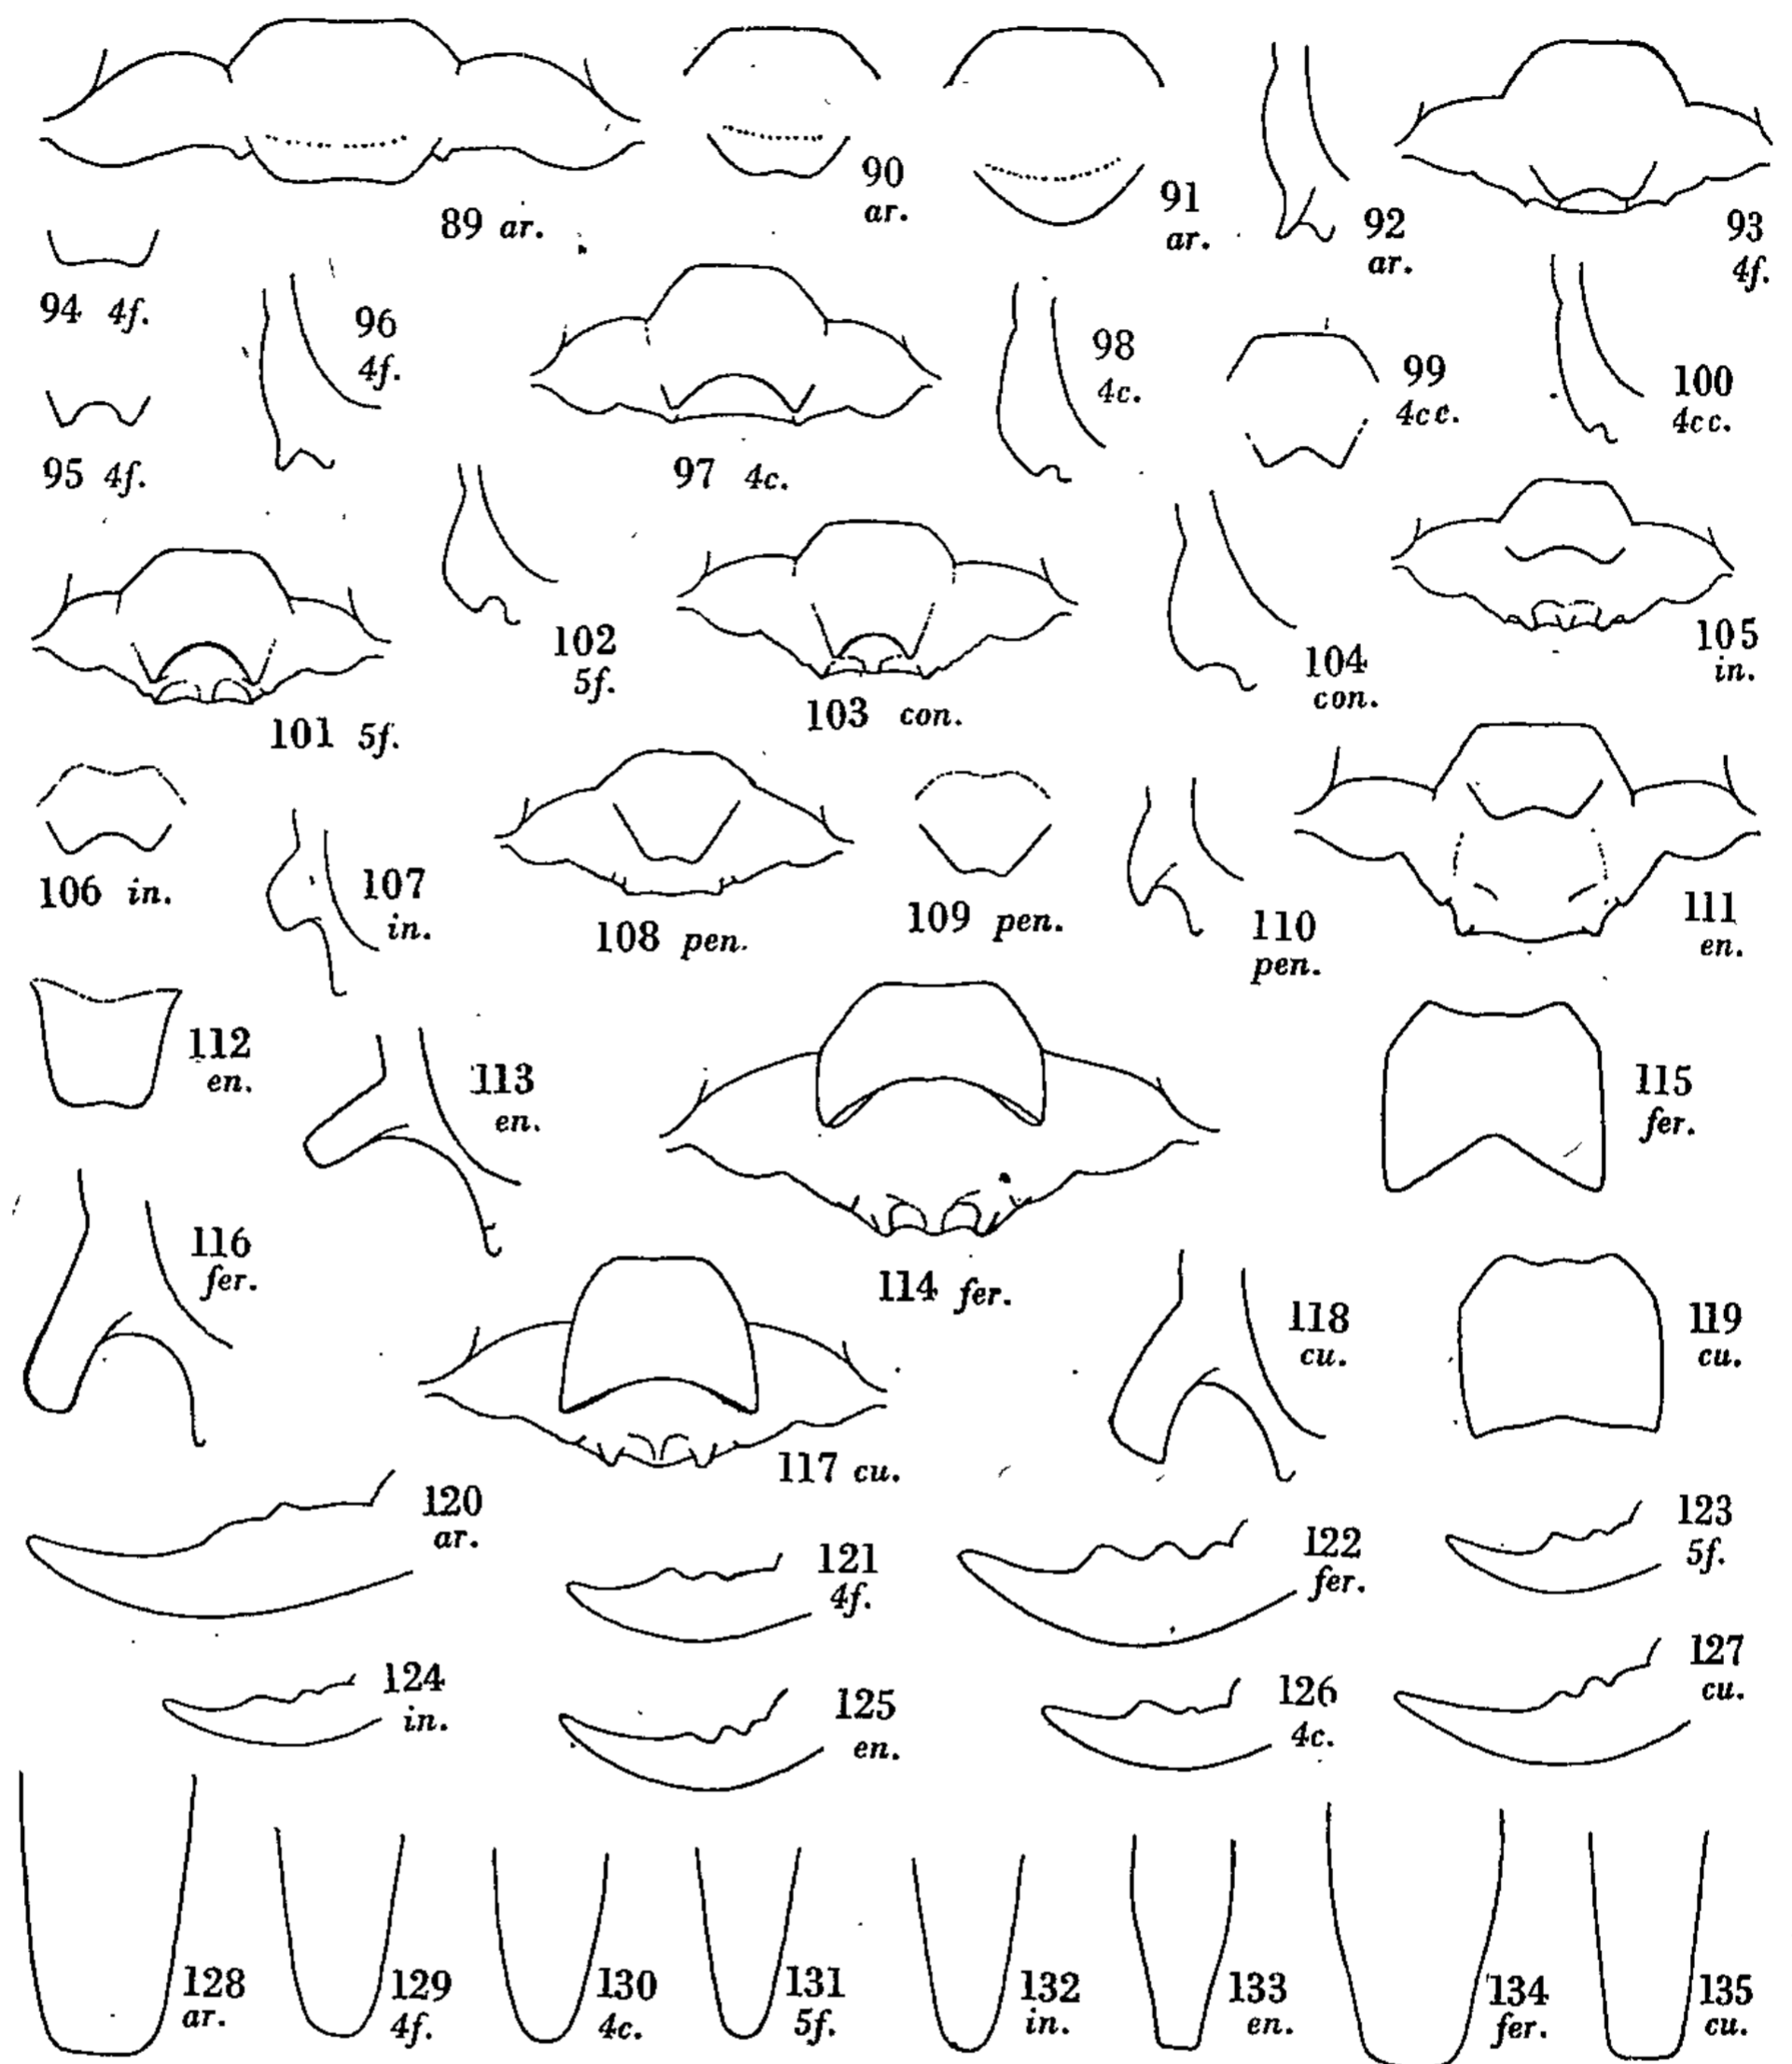 89 ar.
90
ar.
91
ar.
92
ar.
93
4f.
94 4f.
95 4f.
96
4f.
97 4c.
98
4c.
99
4cc.
100
4cc.
101 5f.
102
5f.
103 con.
104
con.
105
in.
106 in.
107
in.
108 pen.
109 pen.
110
pen.
111
en.
112
en.
113
en.
114 fer.
115
fer.
116
fer.
117 cu.
118
cu.
119
cu.
120
ar.
121
4f.
122
fer.
123
5f.
124
in.
125
en.
126
4c.
127
cu.
128
ar.
129
4f.
130
4c.
131
5f.
132
in.
133
en.
134
fer.
135
cu.